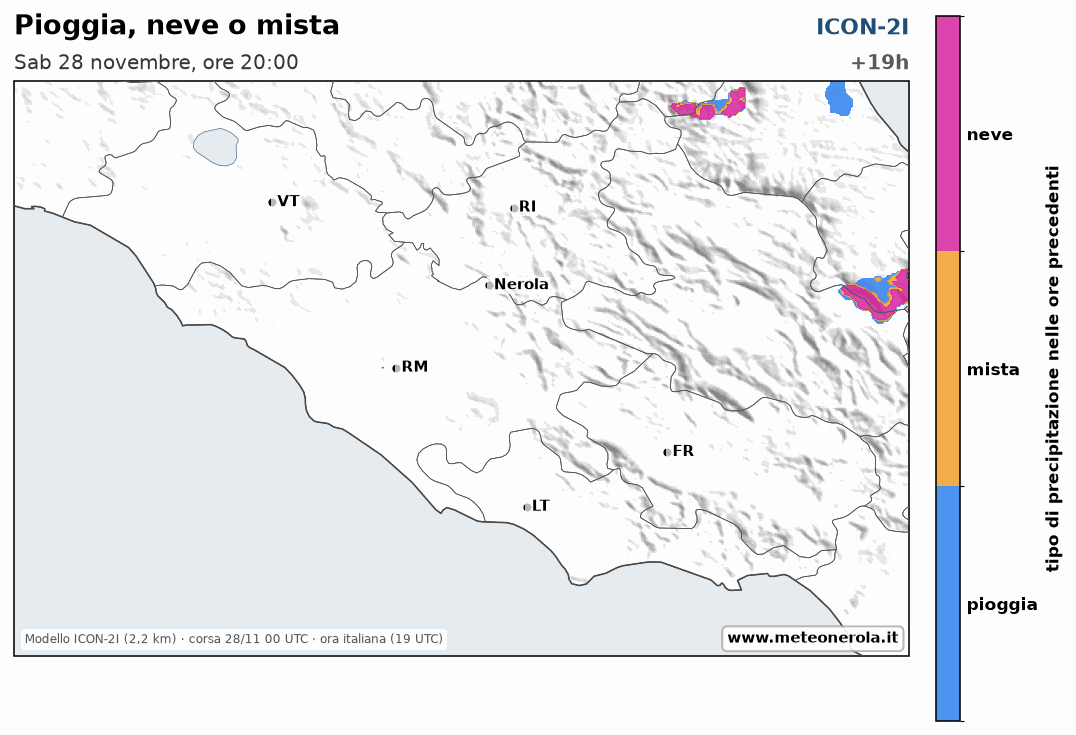 Pioggia, neve o mista
ICON-2I
Sab 28 novembre, ore 20:00
+19h
neve
VT
RI
Nerola
RM
mista
FR
LT
pioggia
tipo di precipitazione nelle ore precedenti
Modello ICON-2I (2,2 km) · corsa 28/11 00 UTC · ora italiana (19 UTC)
www.meteonerola.it